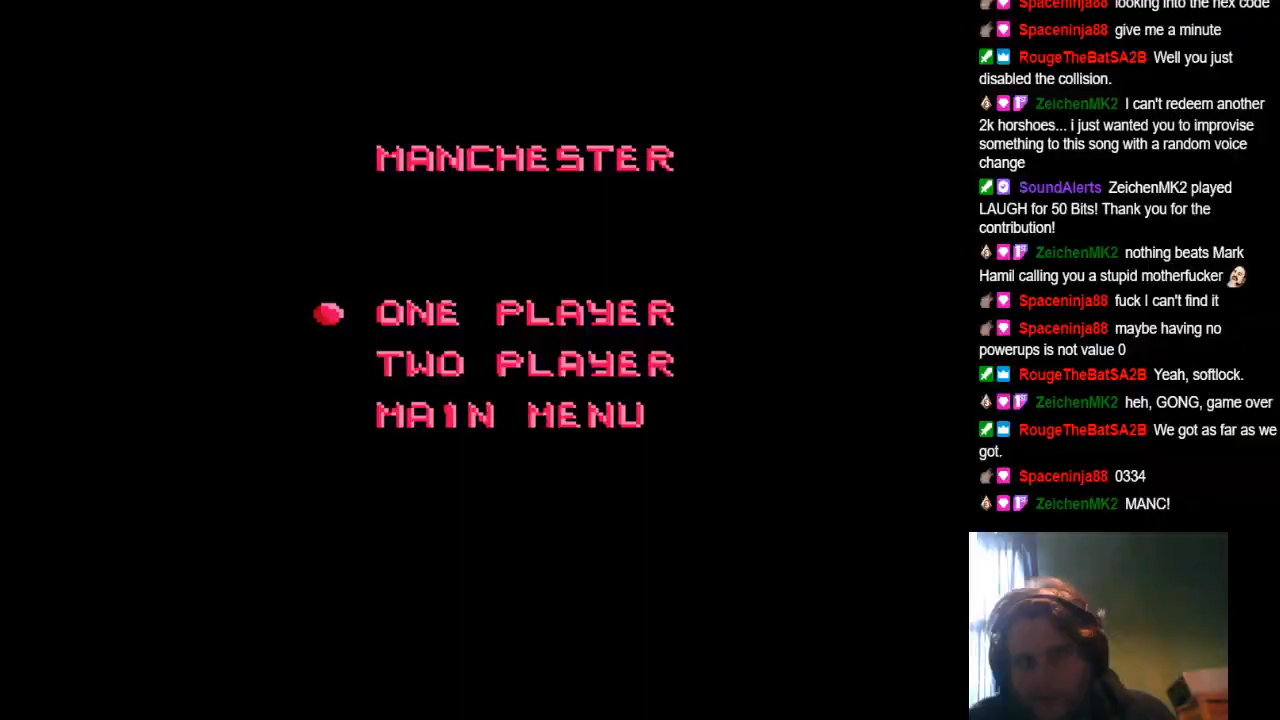 MANCHESTER
ONE PLAYER
TWO PLAYER
MAIN MENU
Spaceninja88 looking into the hex code
Spaceninja88 give me a minute
RougeTheBatSA2B Well you just
disabled the collision.
ZeichenMK2 I can't redeem another
2k horshoes... i just wanted you to improvise
something to this song with a random voice
change
SoundAlerts ZeichenMK2 played
LAUGH for 50 Bits! Thank you for the
contribution!
ZeichenMK2 nothing beats Mark
Hamil calling you a stupid motherfucker
Spaceninja88 fuck I can't find it
Spaceninja88 maybe having no
powerups is not value 0
RougeTheBatSA2B Yeah, softlock.
ZeichenMK2 heh, GONG, game over
RougeTheBatSA2B We got as far as we
got.
Spaceninja88 0334
ZeichenMK2 MANC!